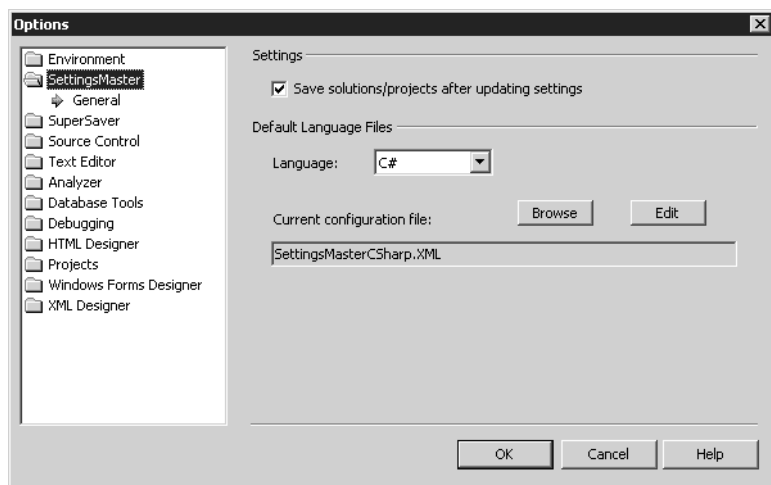 Options
Environment
SettingsMaster
General
SuperSaver
Source Control
Text Editor
Analyzer
Database Tools
Debugging
HTML Designer
Projects
Windows Forms Designer
XML Designer
Settings
Save solutions/projects after updating settings
Default Language Files
Language: C#
Current configuration file: Browse Edit
SettingsMasterCSharp.XML
OK Cancel Help